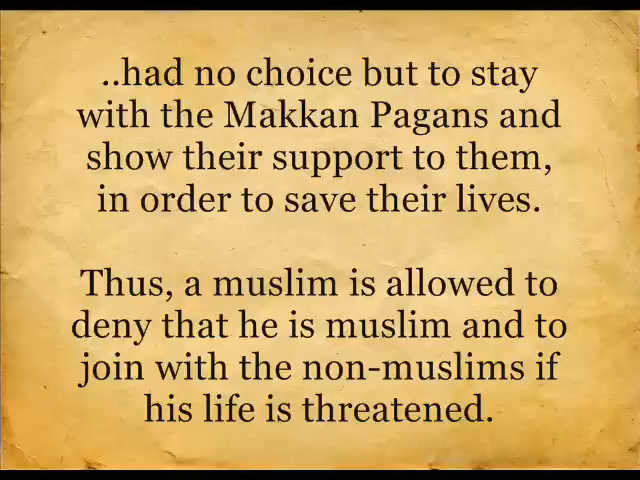 ..had no choice but to stay
with the Makkan Pagans and
show their support to them,
in order to save their lives.
Thus, a muslim is allowed to
deny that he is muslim and to
join with the non-muslims if
his life is threatened.